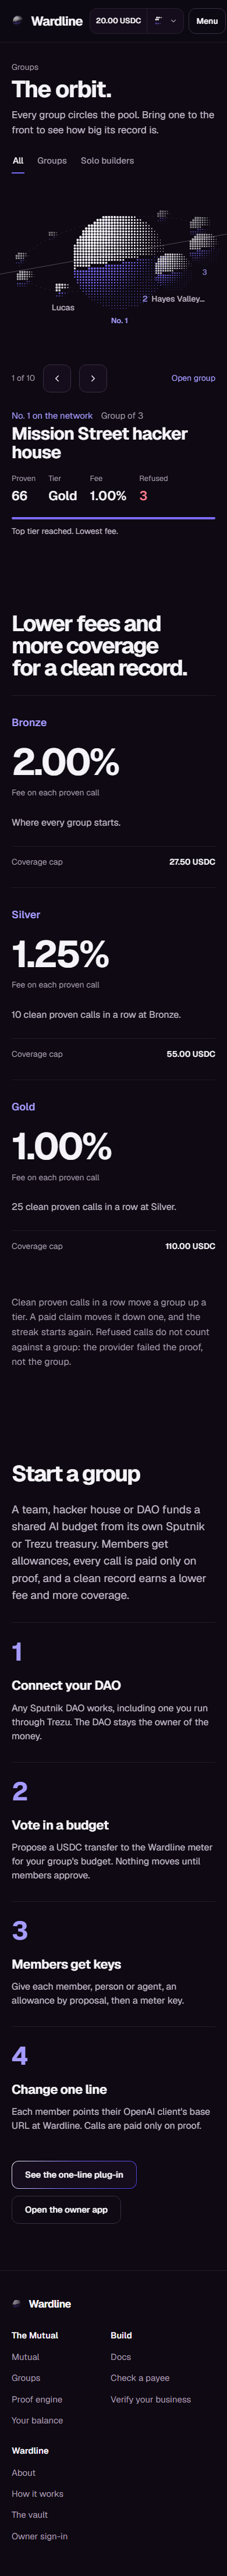 Wardline
20.00 USDC
Menu
Groups
The orbit.
Every group circles the pool. Bring one to the
front to see how big its record is.
All Groups Solo builders
3
2 Hayes Valley...
Lucas
No. 1
1 of 10
Open group
No. 1 on the network Group of 3
Mission Street hacker
house
Proven Tier Fee Refused
66 Gold 1.00% 3
Top tier reached. Lowest fee.
Lower fees and
more coverage
for a clean record.
Bronze
2.00%
Fee on each proven call
Where every group starts.
Coverage cap 27.50 USDC
Silver
1.25%
Fee on each proven call
10 clean proven calls in a row at Bronze.
Coverage cap 55.00 USDC
Gold
1.00%
Fee on each proven call
25 clean proven calls in a row at Silver.
Coverage cap 110.00 USDC
Clean proven calls in a row move a group up a
tier. A paid claim moves it down one, and the
streak starts again. Refused calls do not count
against a group: the provider failed the proof,
not the group.
Start a group
A team, hacker house or DAO funds a
shared AI budget from its own Sputnik
or Trezu treasury. Members get
allowances, every call is paid only on
proof, and a clean record earns a lower
fee and more coverage.
1
Connect your DAO
Any Sputnik DAO works, including one you run
through Trezu. The DAO stays the owner of the
money.
2
Vote in a budget
Propose a USDC transfer to the Wardline meter
for your group's budget. Nothing moves until
members approve.
3
Members get keys
Give each member, person or agent, an
allowance by proposal, then a meter key.
4
Change one line
Each member points their OpenAI client's base
URL at Wardline. Calls are paid only on proof.
See the one-line plug-in
Open the owner app
Wardline
The Mutual
Mutual
Groups
Proof engine
Your balance
Build
Docs
Check a payee
Verify your business
Wardline
About
How it works
The vault
Owner sign-in